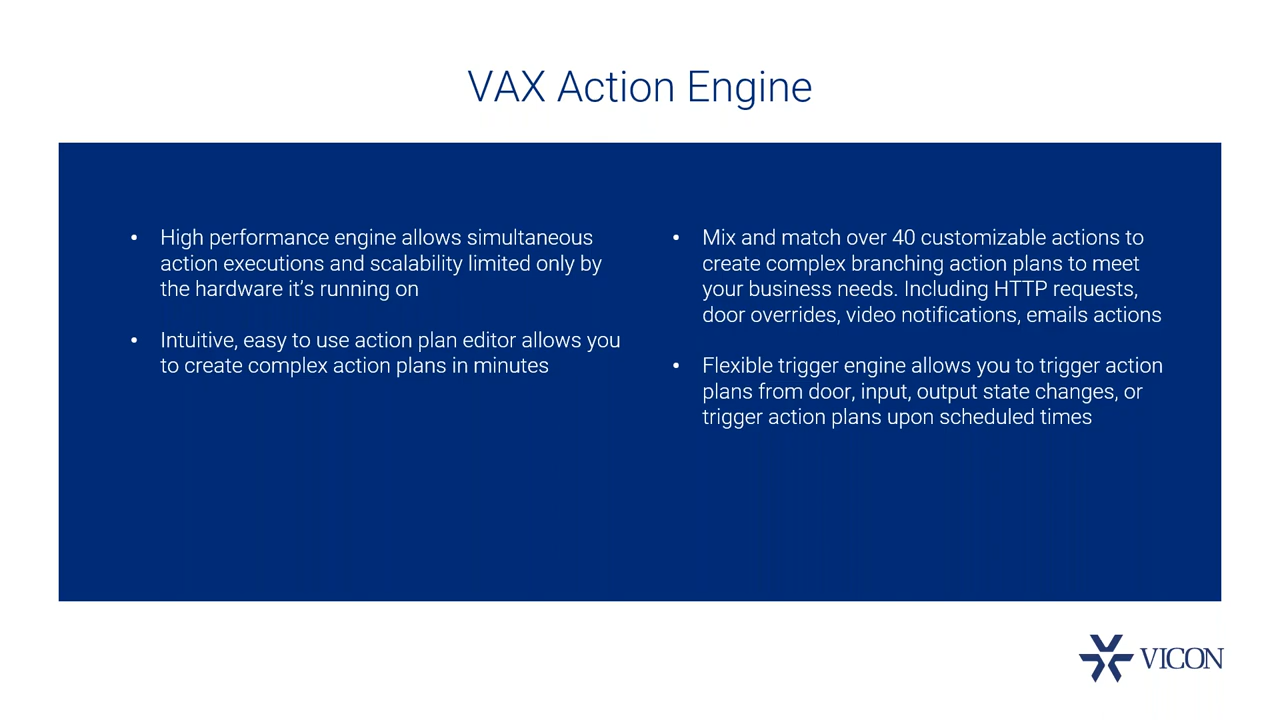 VAX Action Engine
• High performance engine allows simultaneous
action executions and scalability limited only by
the hardware it's running on
• Intuitive, easy to use action plan editor allows you
to create complex action plans in minutes
• Mix and match over 40 customizable actions to
create complex branching action plans to meet
your business needs. Including HTTP requests,
door overrides, video notifications, emails actions
• Flexible trigger engine allows you to trigger action
plans from door, input, output state changes, or
trigger action plans upon scheduled times
VICON